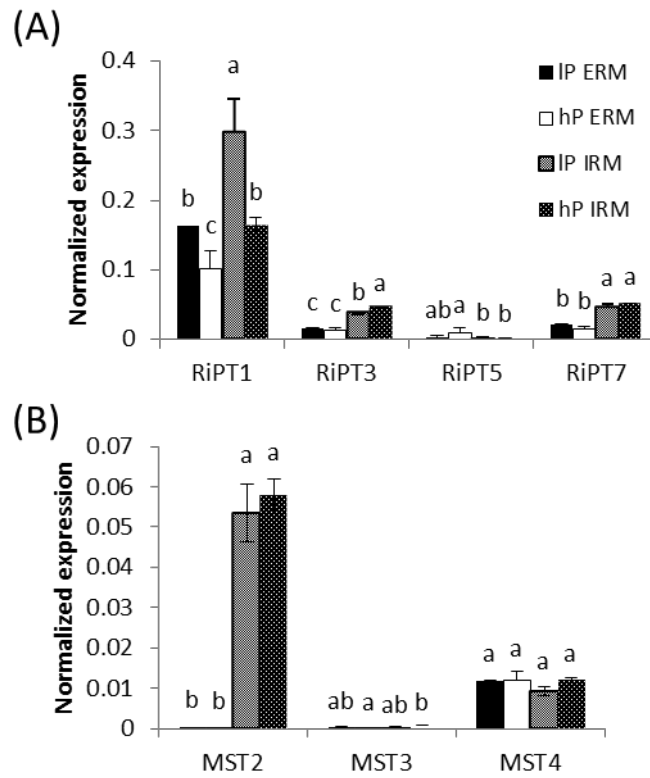 (A)
Normalized expression
0.4
0.3
0.2
0.1
0
b c a b
c c b a
ab a b b
b b a a
RiPT1 RiPT3 RiPT5 RiPT7
lP ERM
hP ERM
lP IRM
hP IRM
(B)
Normalized expression
0.07
0.06
0.05
0.04
0.03
0.02
0.01
0
b b a a
ab a ab b
a a a a
MST2 MST3 MST4